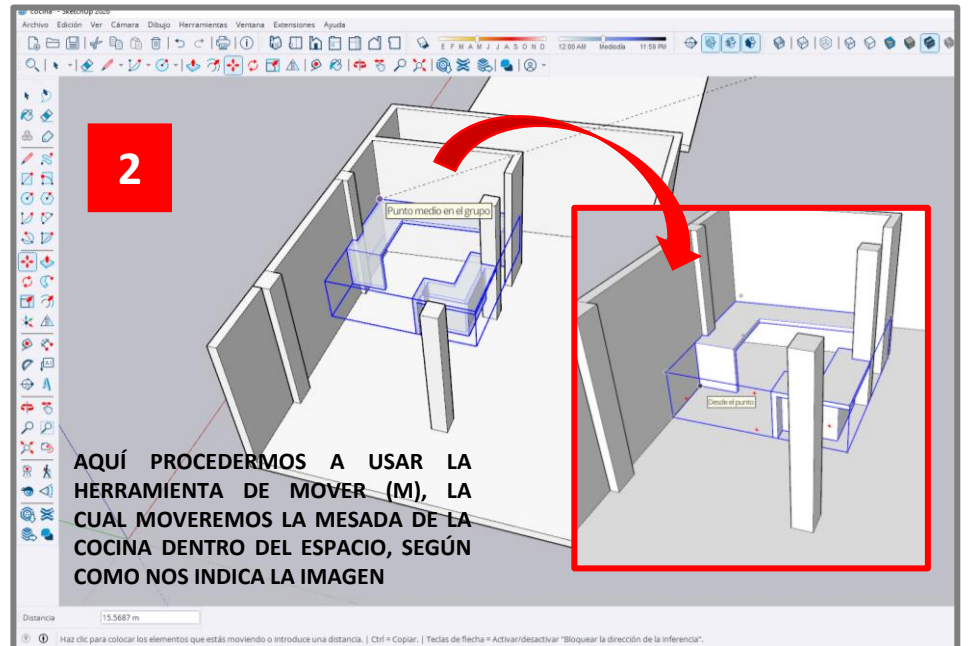 cocina - SketchUp 2026
Archivo Edición Ver Cámara Dibujo Herramientas Ventana Extensiones Ayuda
E F M A M J J A S O N D 12:00 AM Mediodía 11:59 PM
2
Punto medio en el grupo
Desde el punto
AQUÍ PROCEDERMOS A USAR LA
HERRAMIENTA DE MOVER (M), LA
CUAL MOVEREMOS LA MESADA DE LA
COCINA DENTRO DEL ESPACIO, SEGÚN
COMO NOS INDICA LA IMAGEN
Distancia 15.5687 m
Haz clic para colocar los elementos que estás moviendo o introduce una distancia. | Ctrl = Copiar. | Teclas de flecha = Activar/desactivar "Bloquear la dirección de la inferencia".